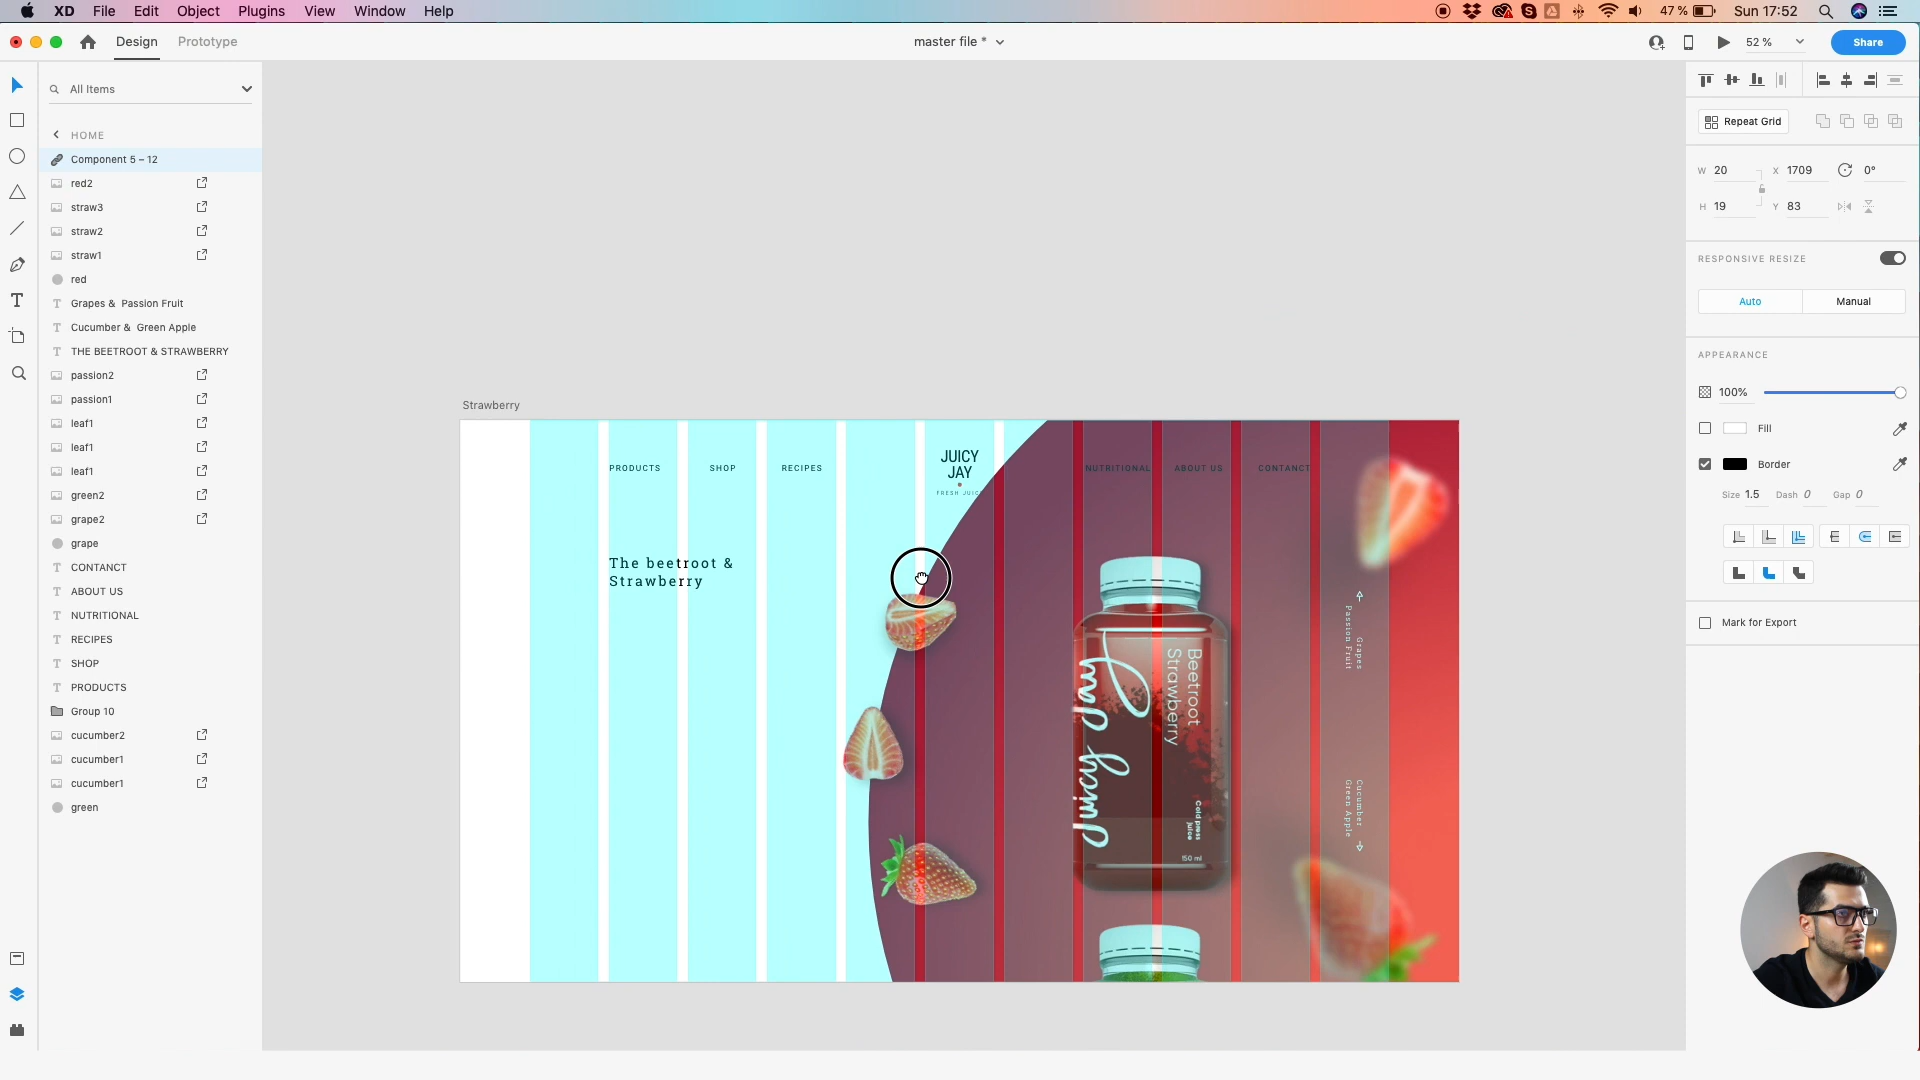 XD File Edit Object Plugins View Window Help
47 % Sun 17:52
Design Prototype
master file *
52 %
Share
All Items
HOME
Component 5 – 12
red2
straw3
straw2
straw1
red
Grapes & Passion Fruit
Cucumber & Green Apple
THE BEETROOT & STRAWBERRY
passion2
passion1
leaf1
leaf1
leaf1
green2
grape2
grape
CONTANCT
ABOUT US
NUTRITIONAL
RECIPES
SHOP
PRODUCTS
Group 10
cucumber2
cucumber1
cucumber1
green
Strawberry
PRODUCTS SHOP RECIPES
JUICY
JAY
FRESH JUIC
NUTRITIONAL ABOUT US CONTANCT
The beetroot &
Strawberry
Beetroot
Strawberry
Cold press
juice
150 ml
Grapes
Passion Fruit
Cucumber
Green Apple
Repeat Grid
W 20 X 1709 0°
H 19 Y 83
RESPONSIVE RESIZE
Auto Manual
APPEARANCE
100%
Fill
Border
Size 1.5 Dash 0 Gap 0
Mark for Export